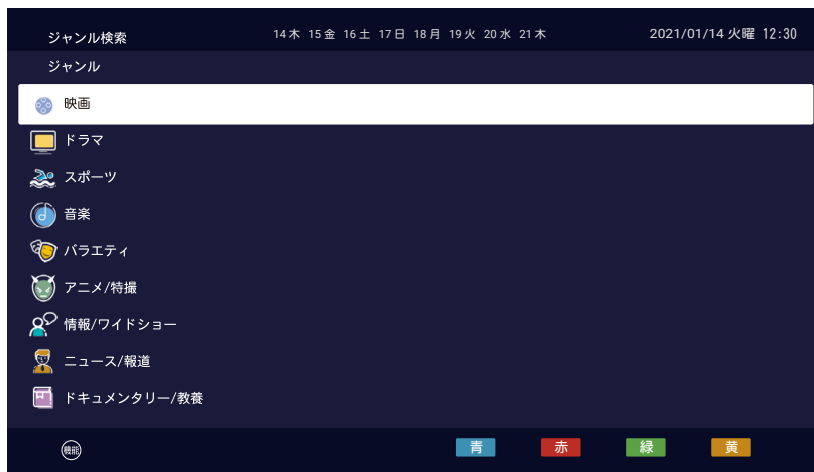 ジャンル検索 14木 15金 16土 17日 18月 19火 20水 21木 2021/01/14 火曜 12:30
ジャンル
映画
ドラマ
スポーツ
音楽
バラエティ
アニメ/特撮
情報/ワイドショー
ニュース/報道
ドキュメンタリー/教養
機能 青 赤 緑 黄